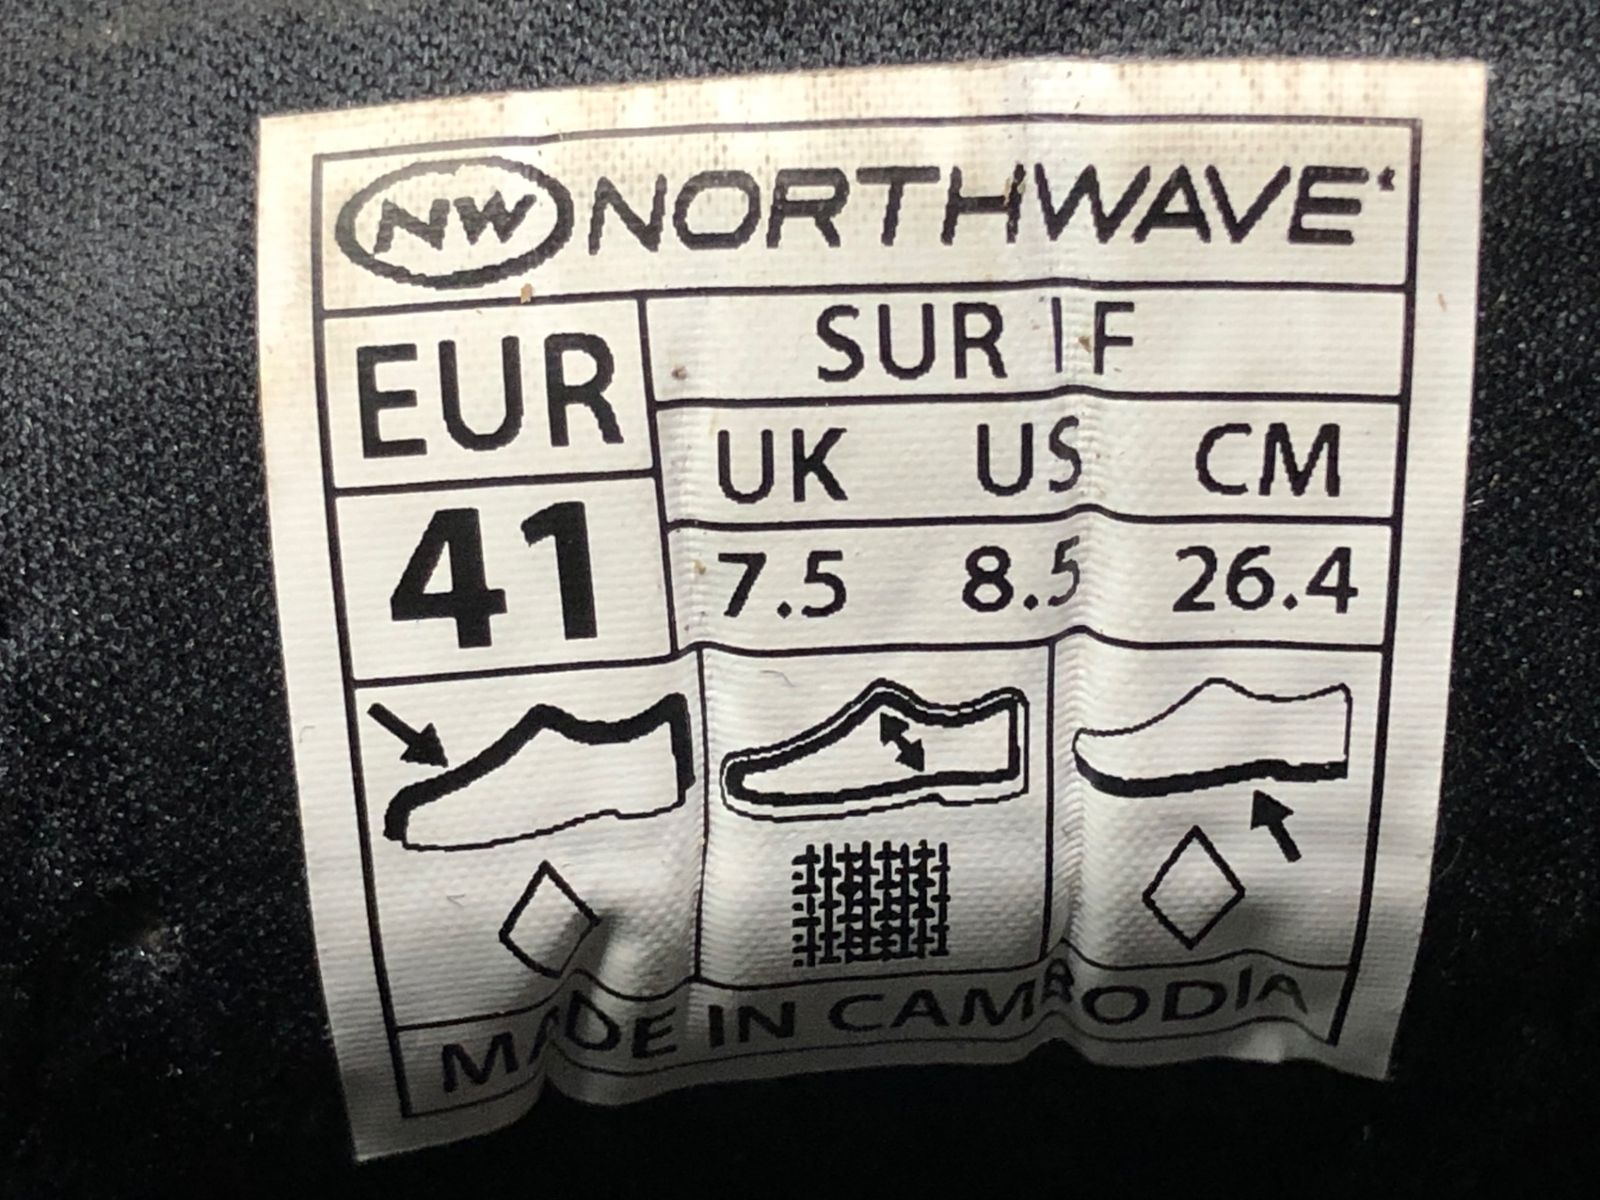 NW NORTHWAVE
EUR
SUR IF
UK US CM
41
7.5 8.5 26.4
MADE IN CAMBODIA